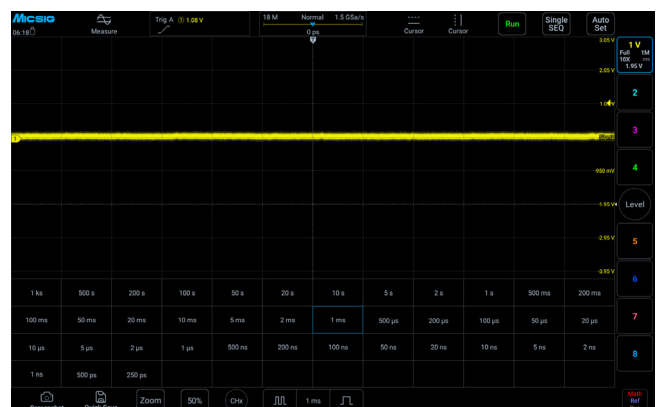 Micsig
06:18
Measure
Trig A ① 1.08 V
18 M Normal 1.5 GSa/s
0 ps
Cursor
Cursor
Run
Single
SEQ
Auto
Set
3.05 V
2.05 V
-950 mV
-1.95 V
-2.95 V
-3.95 V
1 V
Full 1M
10X
1.95 V
2
3
4
Level
5
6
7
8
1 ks 500 s 200 s 100 s 50 s 20 s 10 s 5 s 2 s 1 s 500 ms 200 ms
100 ms 50 ms 20 ms 10 ms 5 ms 2 ms 1 ms 500 µs 200 µs 100 µs 50 µs 20 µs
10 µs 5 µs 2 µs 1 µs 500 ns 200 ns 100 ns 50 ns 20 ns 10 ns 5 ns 2 ns
1 ns 500 ps 250 ps
Zoom
50%
CHx
1 ms
Math
Ref